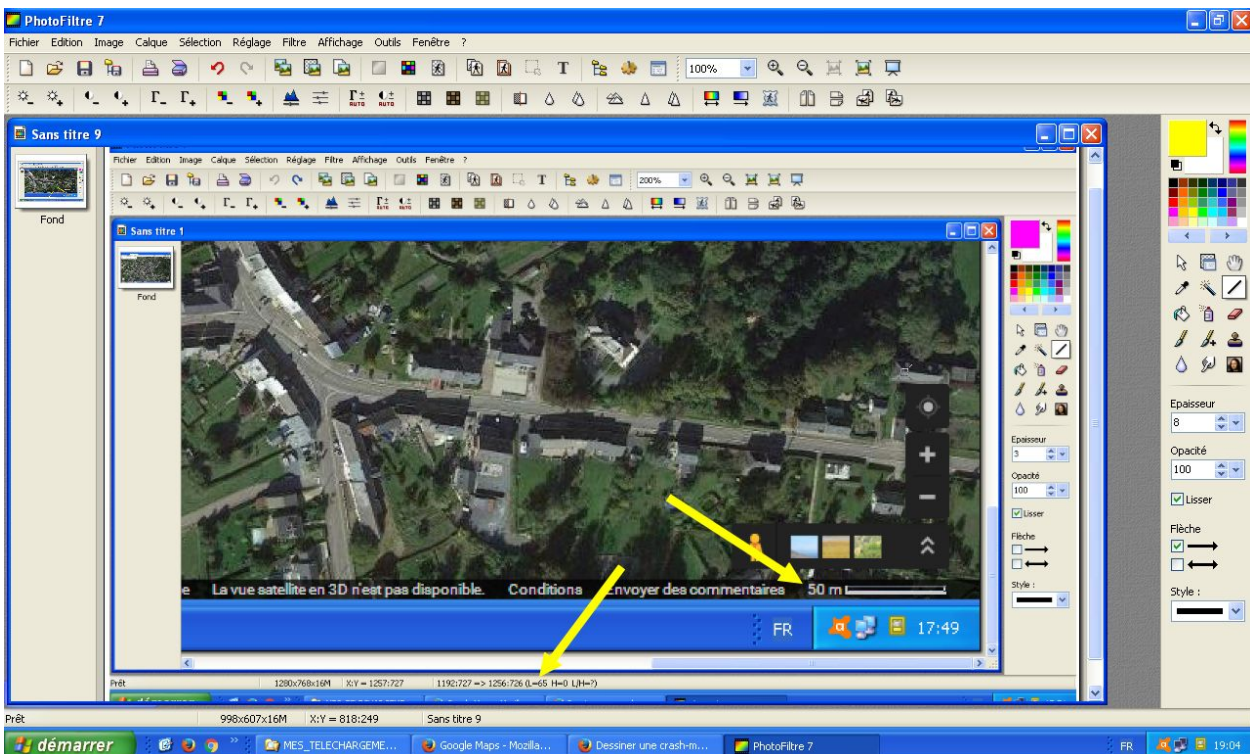 PhotoFiltre 7
Fichier Edition Image Calque Sélection Réglage Filtre Affichage Outils Fenêtre ?
100%
Sans titre 9
Fichier Edition Image Calque Sélection Réglage Filtre Affichage Outils Fenêtre ?
200%
Fond
Sans titre 1
Fond
Epaisseur
3
Opacité
100
Lisser
Flèche
Style :
e La vue satellite en 3D n'est pas disponible. Conditions Envoyer des commentaires 50 m
FR 17:49
Prêt 1280x768x16M X:Y = 1257:727 1192:727 => 1256:726 (L=65 H=0 L/H=?)
Epaisseur
8
Opacité
100
Lisser
Flèche
Style :
Prêt 998x607x16M X:Y = 818:249 Sans titre 9
démarrer MES_TELECHARGEME... Google Maps - Mozilla... Dessiner une crash-m... PhotoFiltre 7 FR 19:04